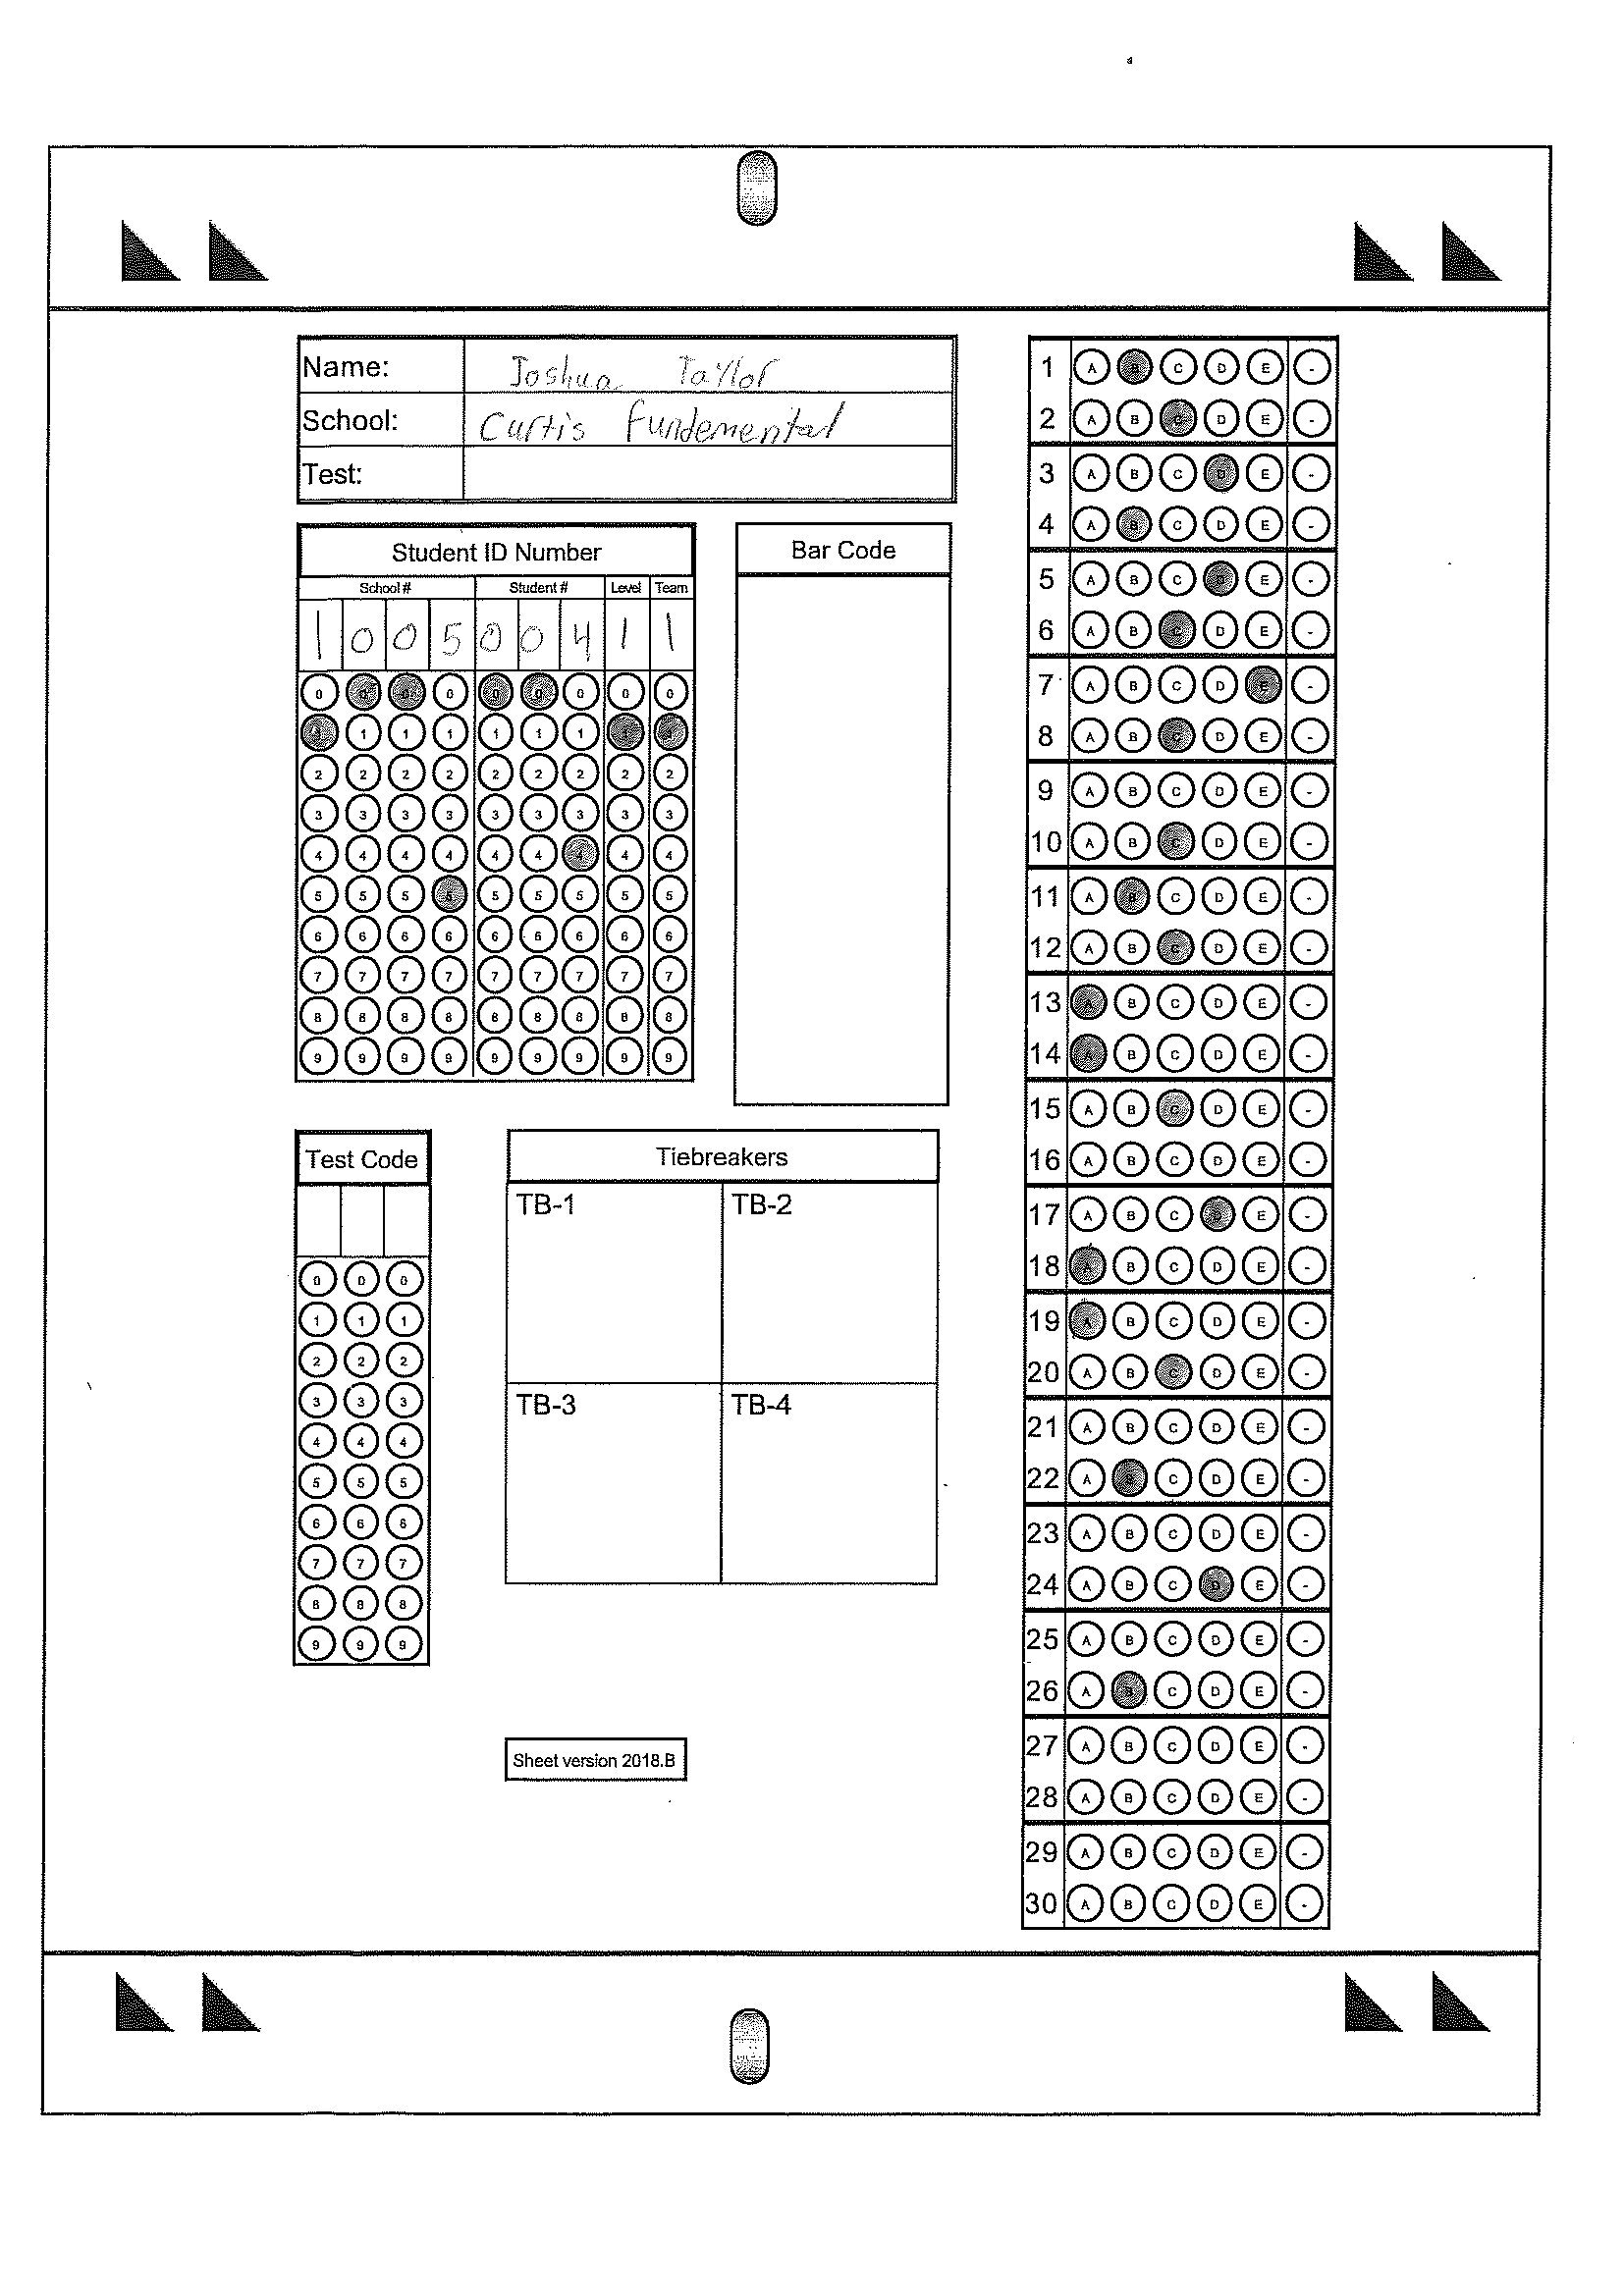 Name: Joshua Taylor
School: Curtis Fundemental
Test:
Student ID Number
School # Student # Level Team
1 0 0 5 0 0 4 1 1
0 0 0 0 0 0 0 0 0
1 1 1 1 1 1 1 1 1
2 2 2 2 2 2 2 2 2
3 3 3 3 3 3 3 3 3
4 4 4 4 4 4 4 4 4
5 5 5 5 5 5 5 5 5
6 6 6 6 6 6 6 6 6
7 7 7 7 7 7 7 7 7
8 8 8 8 8 8 8 8 8
9 9 9 9 9 9 9 9 9
Bar Code
Test Code
0 0 0
1 1 1
2 2 2
3 3 3
4 4 4
5 5 5
6 6 6
7 7 7
8 8 8
9 9 9
Tiebreakers
TB-1 TB-2
TB-3 TB-4
Sheet version 2018.B
1 A B C D E -
2 A B C D E -
3 A B C D E -
4 A B C D E -
5 A B C D E -
6 A B C D E -
7 A B C D E -
8 A B C D E -
9 A B C D E -
10 A B C D E -
11 A B C D E -
12 A B C D E -
13 A B C D E -
14 A B C D E -
15 A B C D E -
16 A B C D E -
17 A B C D E -
18 A B C D E -
19 A B C D E -
20 A B C D E -
21 A B C D E -
22 A B C D E -
23 A B C D E -
24 A B C D E -
25 A B C D E -
26 A B C D E -
27 A B C D E -
28 A B C D E -
29 A B C D E -
30 A B C D E -